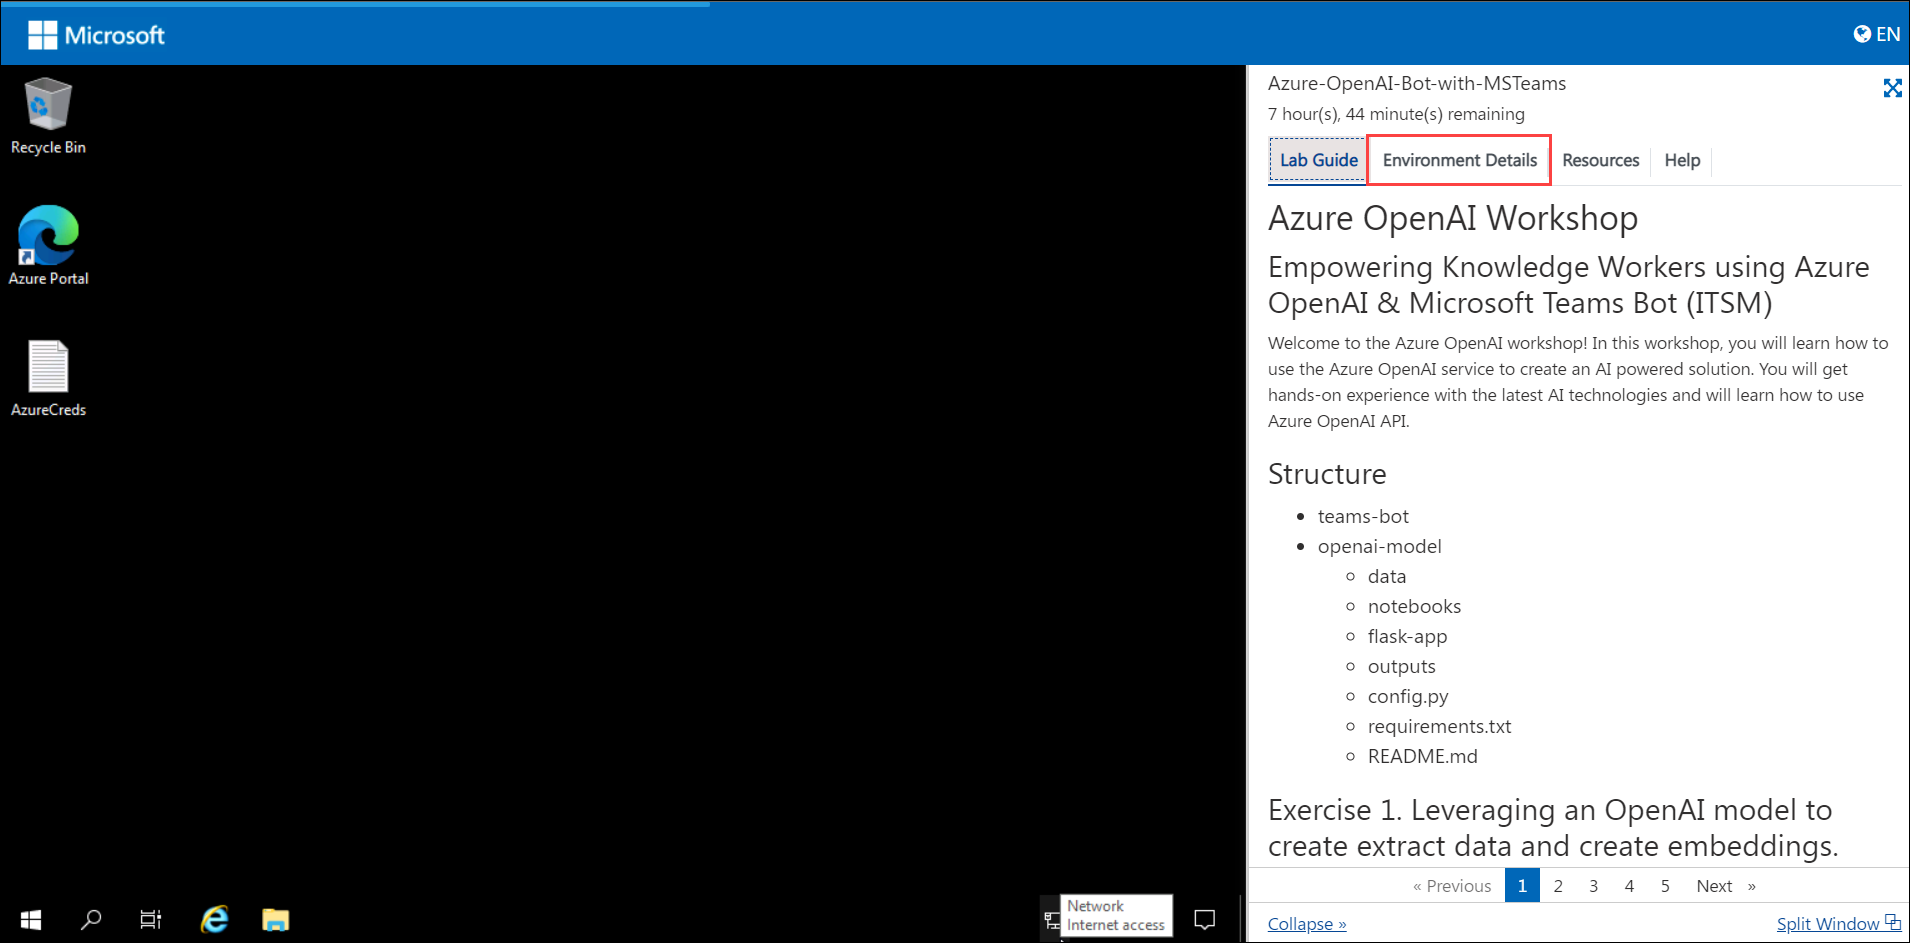 Microsoft
EN
Recycle Bin
Azure Portal
AzureCreds
Network
Internet access
Azure-OpenAI-Bot-with-MSTeams
7 hour(s), 44 minute(s) remaining
Lab Guide Environment Details Resources Help
Azure OpenAI Workshop
Empowering Knowledge Workers using Azure
OpenAI & Microsoft Teams Bot (ITSM)
Welcome to the Azure OpenAI workshop! In this workshop, you will learn how to
use the Azure OpenAI service to create an AI powered solution. You will get
hands-on experience with the latest AI technologies and will learn how to use
Azure OpenAI API.
Structure
• teams-bot
• openai-model
◦ data
◦ notebooks
◦ flask-app
◦ outputs
◦ config.py
◦ requirements.txt
◦ README.md
Exercise 1. Leveraging an OpenAI model to
create extract data and create embeddings.
« Previous 1 2 3 4 5 Next »
Collapse » Split Window